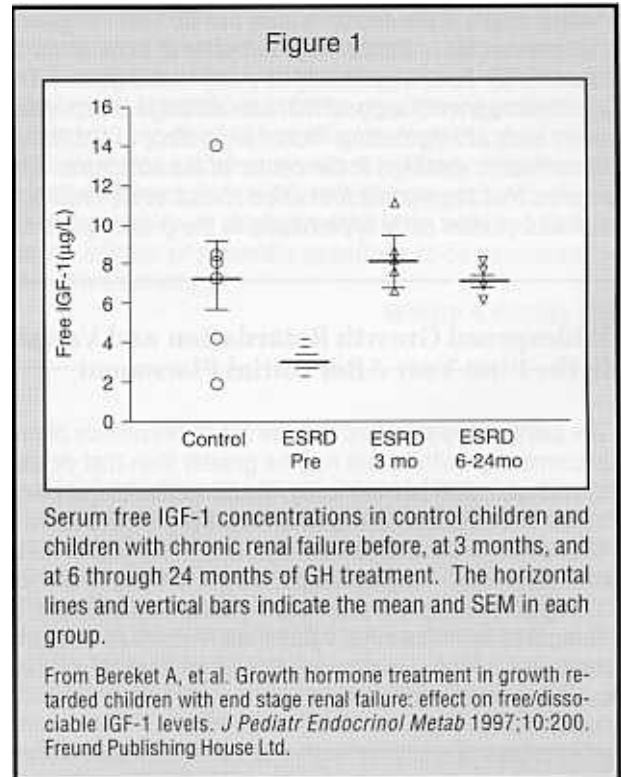 Figure 1
16
14
12
10
8
6
4
2
0
Free IGF-1(µg/L)
Control
ESRD
Pre
ESRD
3 mo
ESRD
6-24mo
Serum free IGF-1 concentrations in control children and
children with chronic renal failure before, at 3 months, and
at 6 through 24 months of GH treatment. The horizontal
lines and vertical bars indicate the mean and SEM in each
group.
From Bereket A, et al. Growth hormone treatment in growth re-
tarded children with end stage renal failure: effect on free/disso-
ciable IGF-1 levels. J Pediatr Endocrinol Metab 1997;10:200.
Freund Publishing House Ltd.